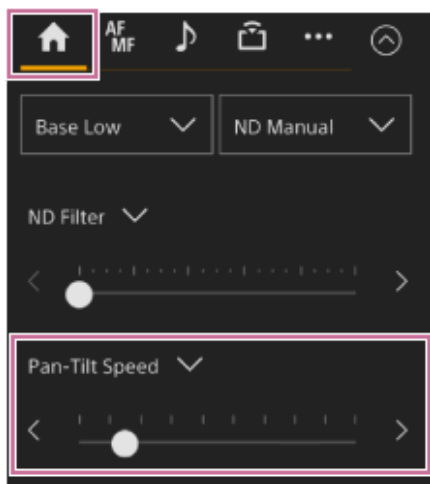 AF
MF
Base Low
ND Manual
ND Filter
Pan-Tilt Speed